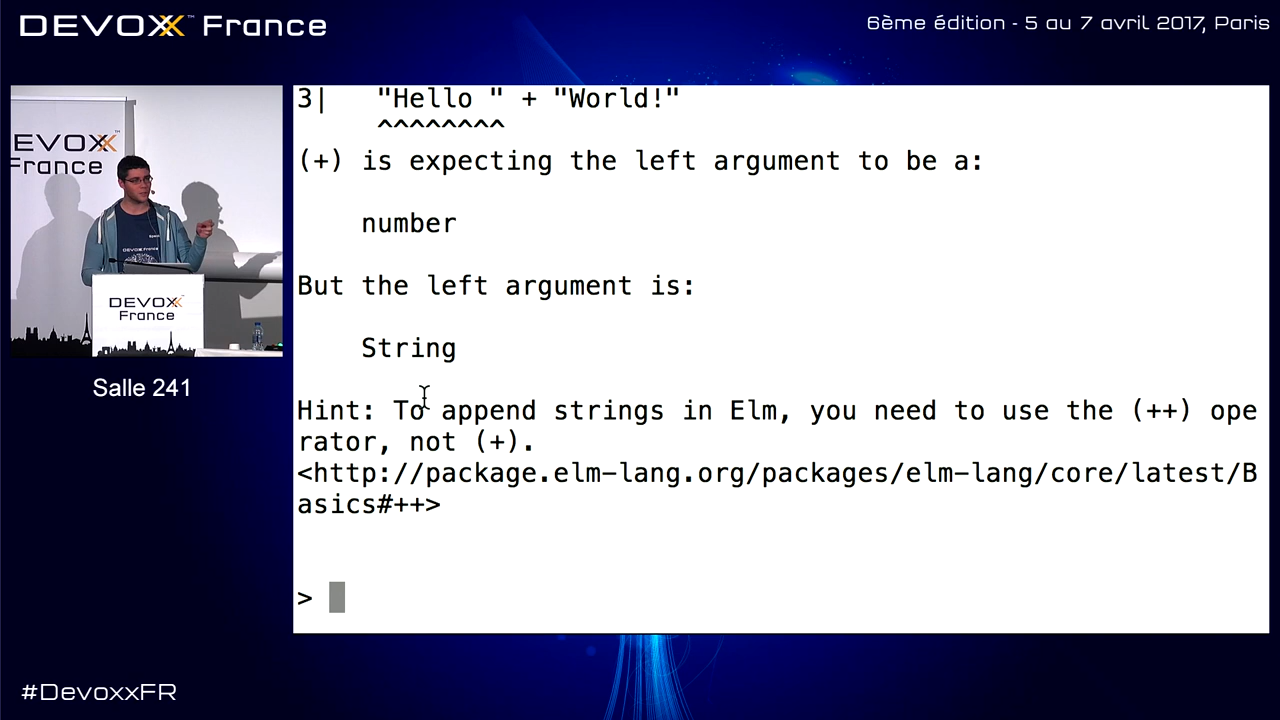 DEVOXX™ France
6ème édition - 5 au 7 avril 2017, Paris
EVOXX™
France
DEVOXX
France
DEVOXX
France
Salle 241
3|   "Hello " + "World!"
^^^^^^^^
(+) is expecting the left argument to be a:
number
But the left argument is:
String
Hint: To append strings in Elm, you need to use the (++) ope
rator, not (+).
<http://package.elm-lang.org/packages/elm-lang/core/latest/B
asics#++>
>
#DevoxxFR